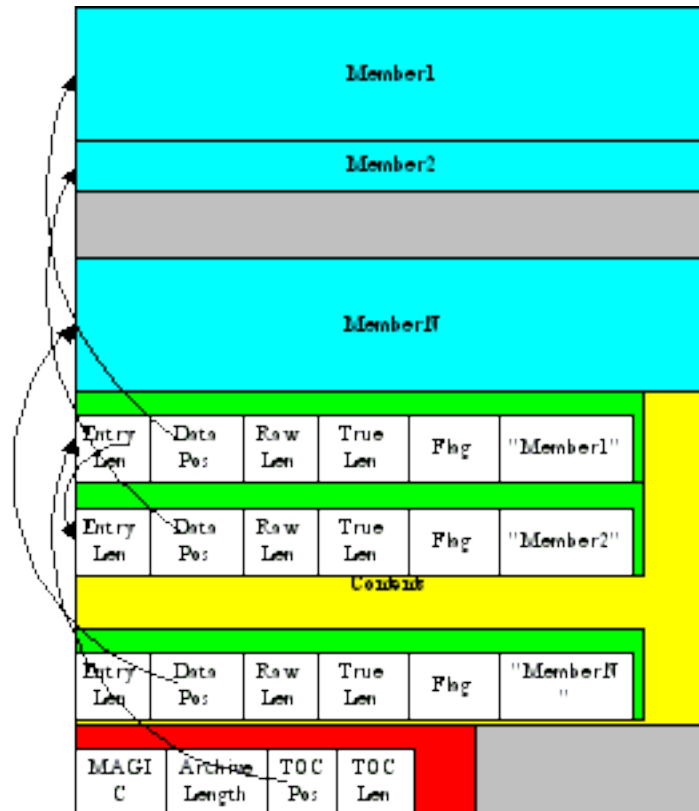 Member1
Member2
MemberN
Entry Len
Data Pos
Raw Len
True Len
Flag
"Member1"
Entry Len
Data Pos
Raw Len
True Len
Flag
"Member2"
Contents
Entry Len
Data Pos
Raw Len
True Len
Flag
"MemberN
"
MAGI
C
Archive
Length
TOC
Pos
TOC
Len